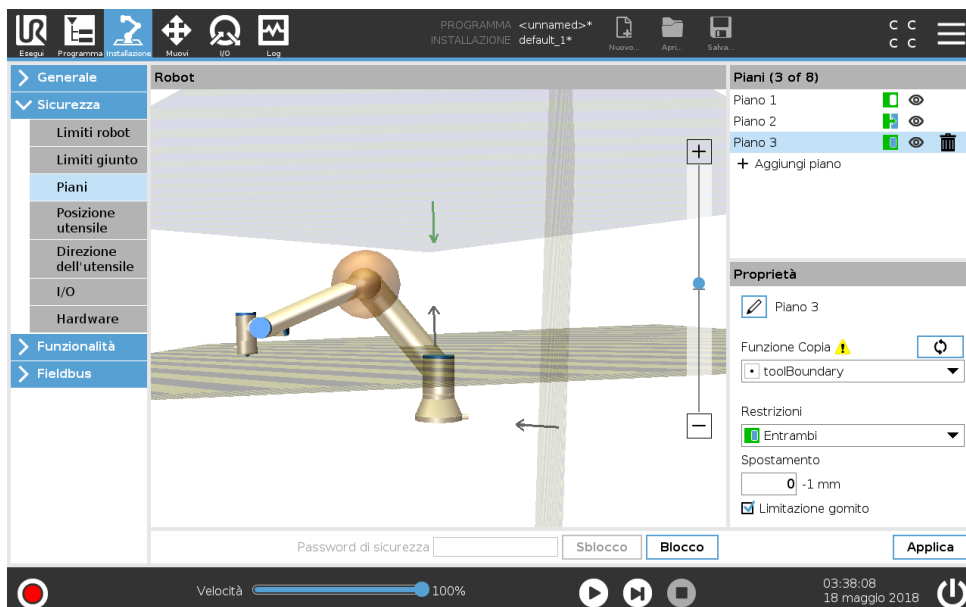 UR
PROGRAMMA <unnamed>*
INSTALLAZIONE default_1*
Esegui Programma Installazione Muovi I/O Log Nuovo... Apri... Salva...
C C
C C
Generale
Sicurezza
Limiti robot
Limiti giunto
Piani
Posizione
utensile
Direzione
dell'utensile
I/O
Hardware
Funzionalità
Fieldbus
Robot
Piani (3 of 8)
Piano 1
Piano 2
Piano 3
+ Aggiungi piano
Proprietà
Piano 3
Funzione Copia
toolBoundary
Restrizioni
Entrambi
Spostamento
0 -1 mm
Limitazione gomito
Password di sicurezza Sblocco Blocco Applica
Velocità 100%
03:38:08
18 maggio 2018